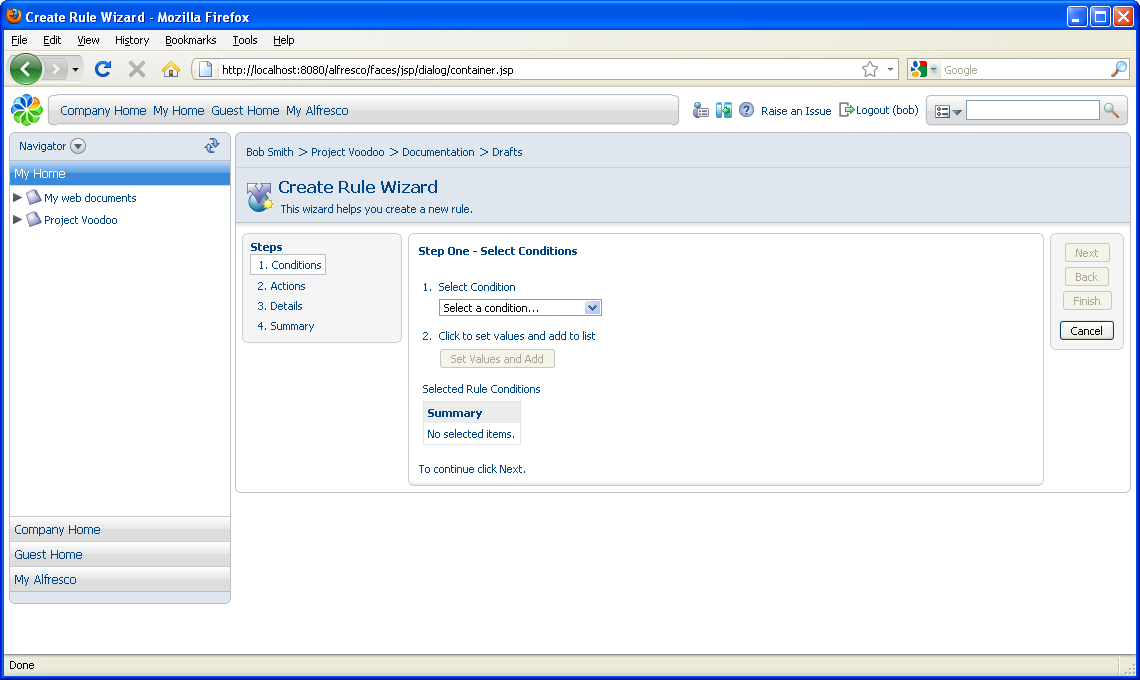 Create Rule Wizard - Mozilla Firefox
File Edit View History Bookmarks Tools Help
http://localhost:8080/alfresco/faces/jsp/dialog/container.jsp
Google
Company Home My Home Guest Home My Alfresco
? Raise an Issue Logout (bob)
Navigator
My Home
My web documents
Project Voodoo
Company Home
Guest Home
My Alfresco
Bob Smith > Project Voodoo > Documentation > Drafts
Create Rule Wizard
This wizard helps you create a new rule.
Steps
1. Conditions
2. Actions
3. Details
4. Summary
Step One - Select Conditions
1. Select Condition
Select a condition...
2. Click to set values and add to list
Set Values and Add
Selected Rule Conditions
Summary
No selected items.
To continue click Next.
Next
Back
Finish
Cancel
Done